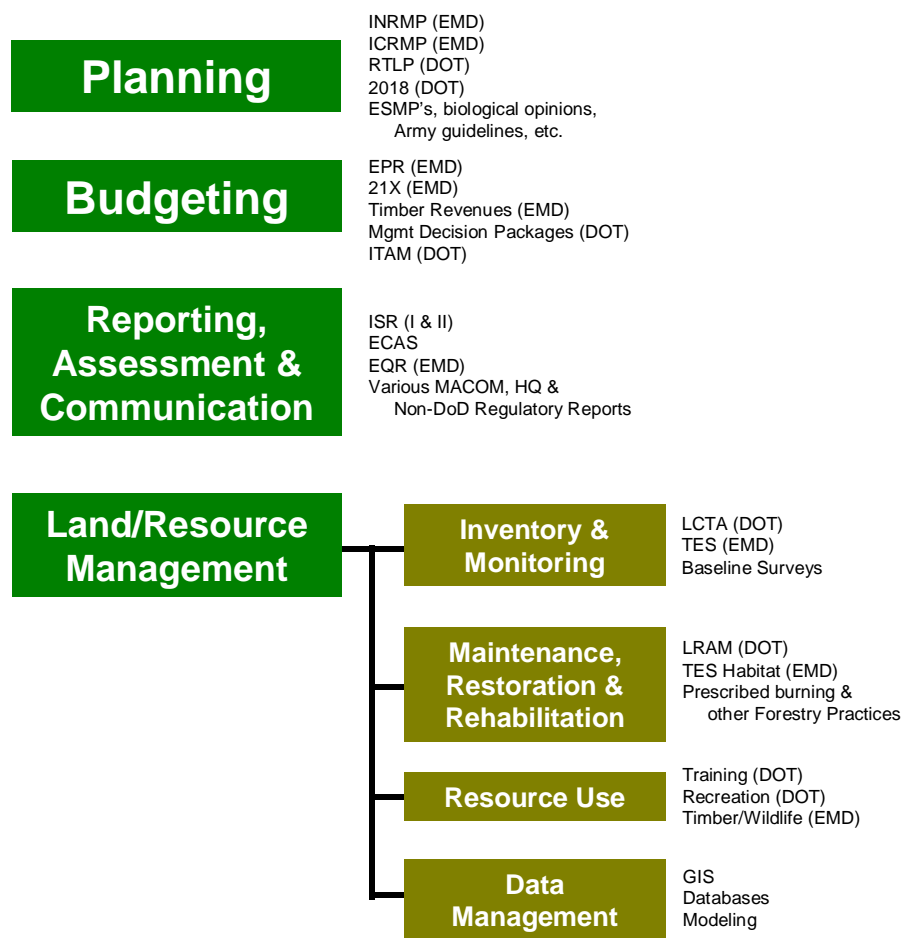 Planning
INRMP (EMD)
ICRMP (EMD)
RTLP (DOT)
2018 (DOT)
ESMP's, biological opinions,
Army guidelines, etc.
Budgeting
EPR (EMD)
21X (EMD)
Timber Revenues (EMD)
Mgmt Decision Packages (DOT)
ITAM (DOT)
Reporting,
Assessment &
Communication
ISR (I & II)
ECAS
EQR (EMD)
Various MACOM, HQ &
Non-DoD Regulatory Reports
Land/Resource
Management
Inventory &
Monitoring
LCTA (DOT)
TES (EMD)
Baseline Surveys
Maintenance,
Restoration &
Rehabilitation
LRAM (DOT)
TES Habitat (EMD)
Prescribed burning &
other Forestry Practices
Resource Use
Training (DOT)
Recreation (DOT)
Timber/Wildlife (EMD)
Data
Management
GIS
Databases
Modeling